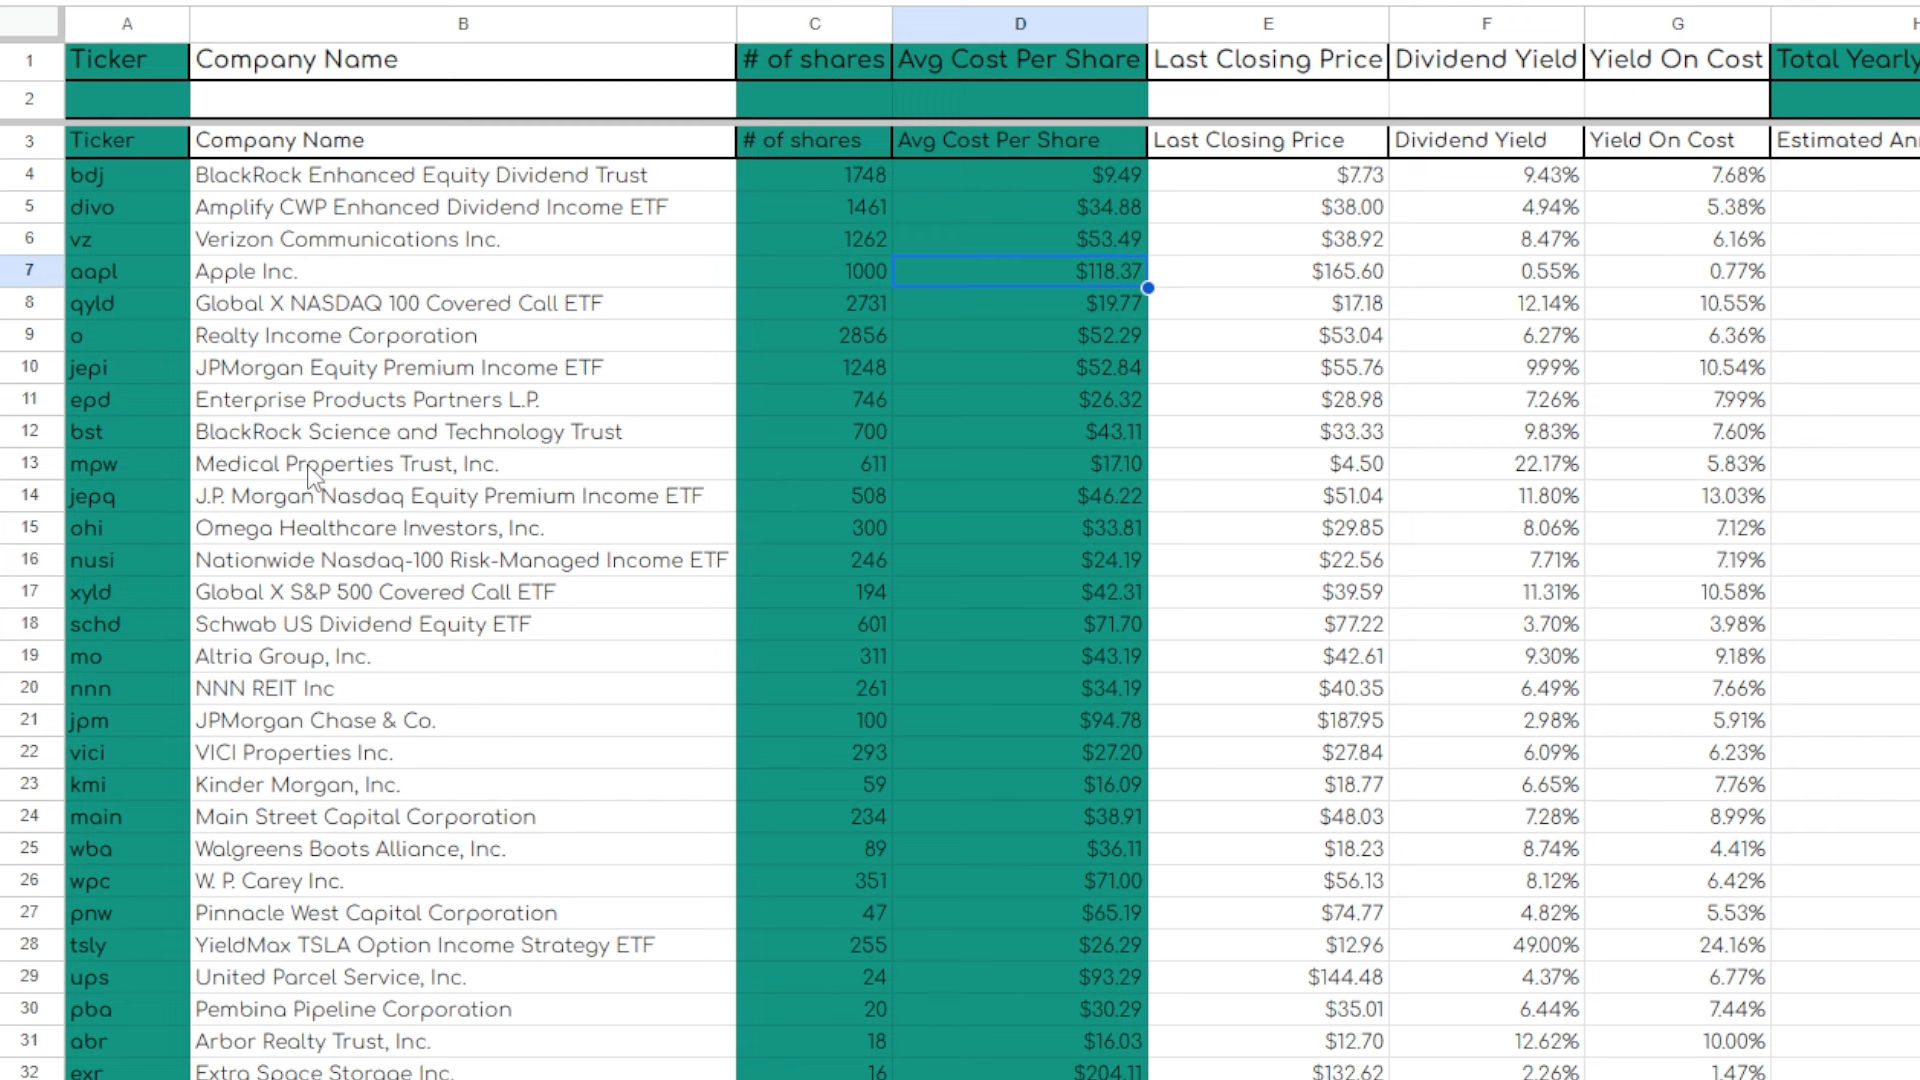 A B C D E F G H
1 Ticker Company Name # of shares Avg Cost Per Share Last Closing Price Dividend Yield Yield On Cost Total Yearly
2
3 Ticker Company Name # of shares Avg Cost Per Share Last Closing Price Dividend Yield Yield On Cost Estimated An
4 bdj BlackRock Enhanced Equity Dividend Trust 1748 $9.49 $7.73 9.43% 7.68%
5 divo Amplify CWP Enhanced Dividend Income ETF 1461 $34.88 $38.00 4.94% 5.38%
6 vz Verizon Communications Inc. 1262 $53.49 $38.92 8.47% 6.16%
7 aapl Apple Inc. 1000 $118.37 $165.60 0.55% 0.77%
8 qyld Global X NASDAQ 100 Covered Call ETF 2731 $19.77 $17.18 12.14% 10.55%
9 o Realty Income Corporation 2856 $52.29 $53.04 6.27% 6.36%
10 jepi JPMorgan Equity Premium Income ETF 1248 $52.84 $55.76 9.99% 10.54%
11 epd Enterprise Products Partners L.P. 746 $26.32 $28.98 7.26% 7.99%
12 bst BlackRock Science and Technology Trust 700 $43.11 $33.33 9.83% 7.60%
13 mpw Medical Properties Trust, Inc. 611 $17.10 $4.50 22.17% 5.83%
14 jepq J.P. Morgan Nasdaq Equity Premium Income ETF 508 $46.22 $51.04 11.80% 13.03%
15 ohi Omega Healthcare Investors, Inc. 300 $33.81 $29.85 8.06% 7.12%
16 nusi Nationwide Nasdaq-100 Risk-Managed Income ETF 246 $24.19 $22.56 7.71% 7.19%
17 xyld Global X S&P 500 Covered Call ETF 194 $42.31 $39.59 11.31% 10.58%
18 schd Schwab US Dividend Equity ETF 601 $71.70 $77.22 3.70% 3.98%
19 mo Altria Group, Inc. 311 $43.19 $42.61 9.30% 9.18%
20 nnn NNN REIT Inc 261 $34.19 $40.35 6.49% 7.66%
21 jpm JPMorgan Chase & Co. 100 $94.78 $187.95 2.98% 5.91%
22 vici VICI Properties Inc. 293 $27.20 $27.84 6.09% 6.23%
23 kmi Kinder Morgan, Inc. 59 $16.09 $18.77 6.65% 7.76%
24 main Main Street Capital Corporation 234 $38.91 $48.03 7.28% 8.99%
25 wba Walgreens Boots Alliance, Inc. 89 $36.11 $18.23 8.74% 4.41%
26 wpc W. P. Carey Inc. 351 $71.00 $56.13 8.12% 6.42%
27 pnw Pinnacle West Capital Corporation 47 $65.19 $74.77 4.82% 5.53%
28 tsly YieldMax TSLA Option Income Strategy ETF 255 $26.29 $12.96 49.00% 24.16%
29 ups United Parcel Service, Inc. 24 $93.29 $144.48 4.37% 6.77%
30 pba Pembina Pipeline Corporation 20 $30.29 $35.01 6.44% 7.44%
31 abr Arbor Realty Trust, Inc. 18 $16.03 $12.70 12.62% 10.00%
32 exr Extra Space Storage Inc. 16 $204.11 $132.62 2.26% 1.47%